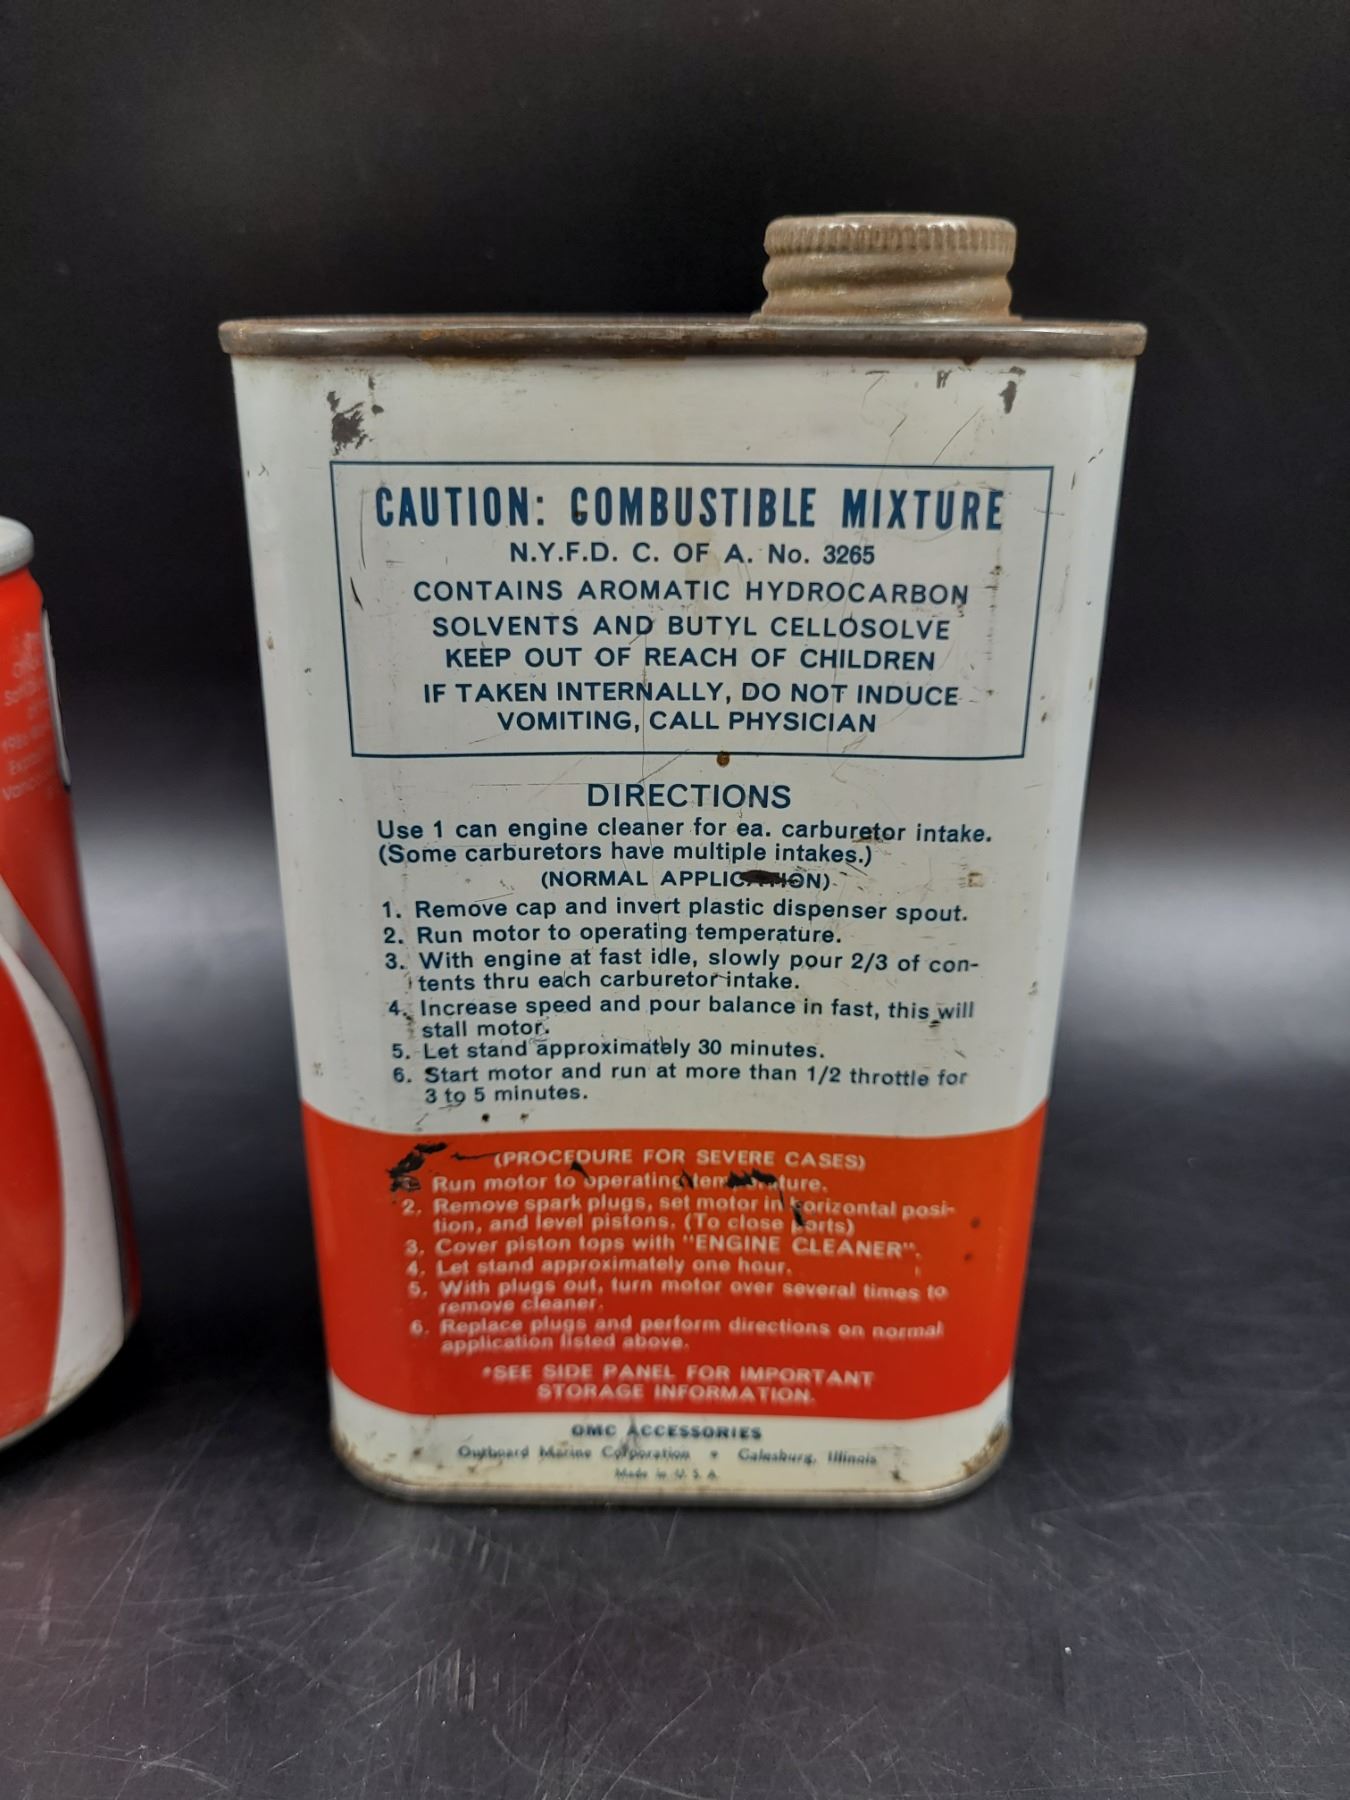 CAUTION: COMBUSTIBLE MIXTURE
N.Y.F.D. C. OF A. No. 3265
CONTAINS AROMATIC HYDROCARBON
SOLVENTS AND BUTYL CELLOSOLVE
KEEP OUT OF REACH OF CHILDREN
IF TAKEN INTERNALLY, DO NOT INDUCE
VOMITING, CALL PHYSICIAN
DIRECTIONS
Use 1 can engine cleaner for ea. carburetor intake.
(Some carburetors have multiple intakes.)
(NORMAL APPLICATION)
1. Remove cap and invert plastic dispenser spout.
2. Run motor to operating temperature.
3. With engine at fast idle, slowly pour 2/3 of con-
tents thru each carburetor intake.
4. Increase speed and pour balance in fast, this will
stall motor.
5. Let stand approximately 30 minutes.
6. Start motor and run at more than 1/2 throttle for
3 to 5 minutes.
(PROCEDURE FOR SEVERE CASES)
Run motor to operating temperature.
2. Remove spark plugs, set motor in horizontal posi-
tion, and level pistons. (To close ports)
3. Cover piston tops with "ENGINE CLEANER".
4. Let stand approximately one hour.
5. With plugs out, turn motor over several times to
remove cleaner.
6. Replace plugs and perform directions on normal
application listed above.
*SEE SIDE PANEL FOR IMPORTANT
STORAGE INFORMATION.
OMC ACCESSORIES
Outboard Marine Corporation • Galesburg, Illinois
Made in U.S.A.